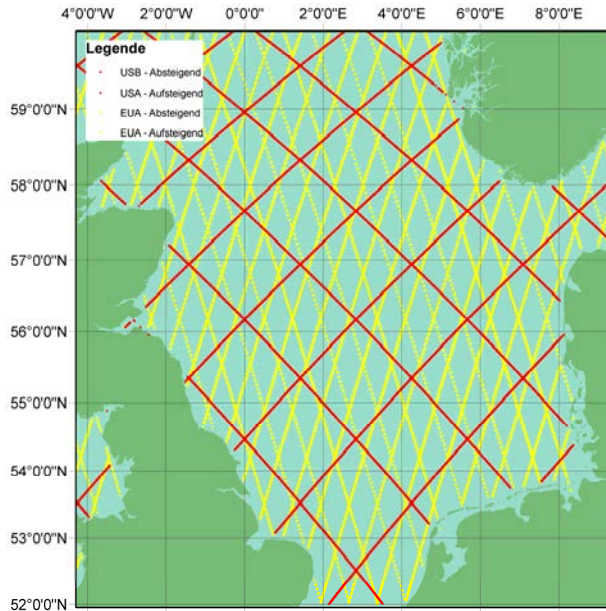 4°0'0"W 2°0'0"W 0°0'0" 2°0'0"E 4°0'0"E 6°0'0"E 8°0'0"E
Legende
USB - Absteigend
USA - Aufsteigend
EUA - Absteigend
EUA - Aufsteigend
59°0'0"N
58°0'0"N
57°0'0"N
56°0'0"N
55°0'0"N
54°0'0"N
53°0'0"N
52°0'0"N